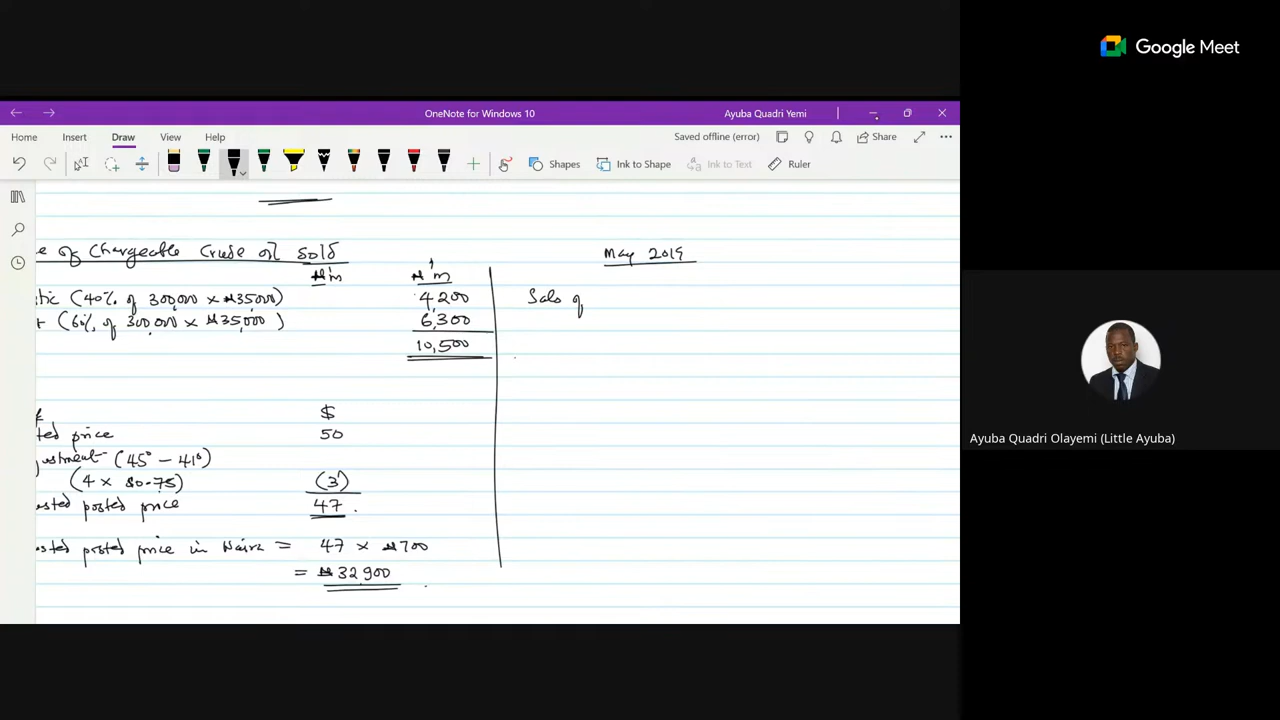 Google Meet
OneNote for Windows 10
Ayuba Quadri Yemi
Home Insert Draw View Help
Saved offline (error)
Share
Shapes
Ink to Shape
Ink to Text
Ruler
e of Chargeable Crude oil sold
₦'m ₦'m
tic (40% of 300,000 × ₦35,000) 4,200
t (60% of 300,000 × ₦35,000) 6,300
10,500
$
ted price 50
stment (45° - 41°)
(4 × $0.75) (3)
sted posted price 47
sted posted price in Naira = 47 × ₦700
= ₦32,900
May 2019
Sales of
Ayuba Quadri Olayemi (Little Ayuba)